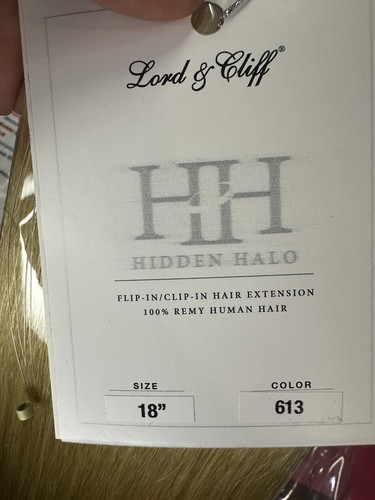 Lord & Cliff®
HH
HIDDEN HALO
FLIP-IN/CLIP-IN HAIR EXTENSION
100% REMY HUMAN HAIR
SIZE COLOR
18” 613